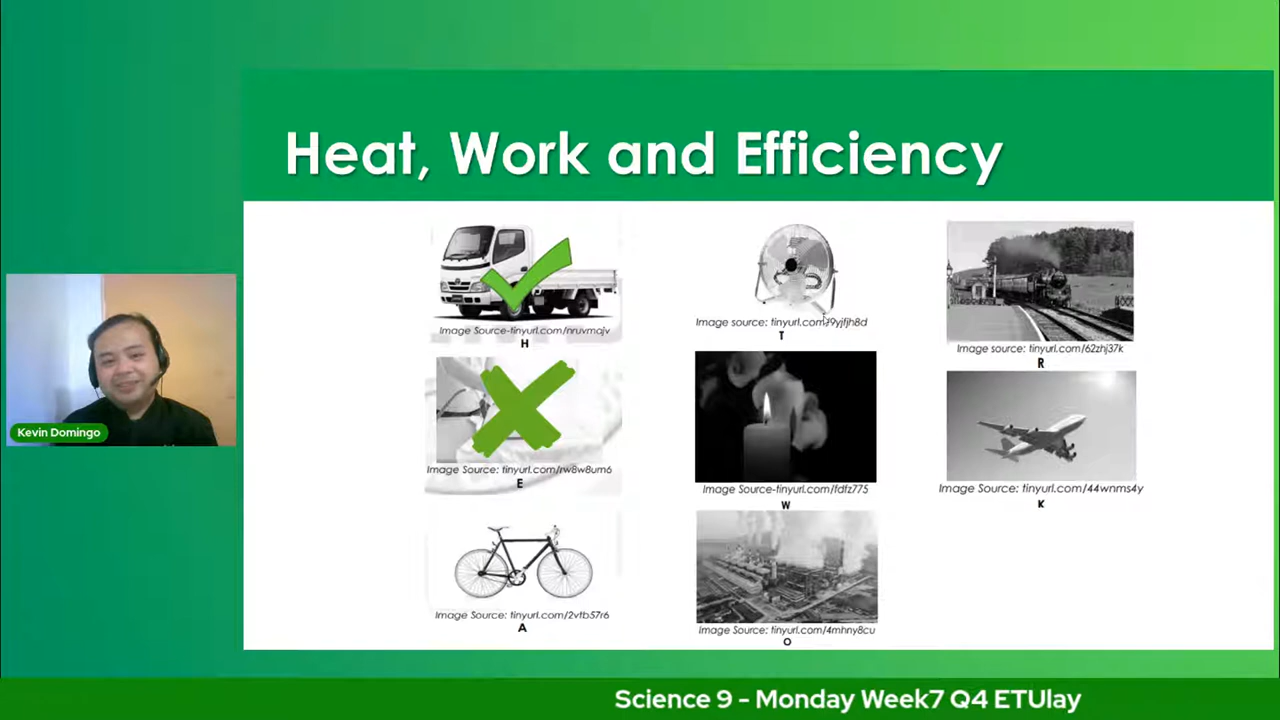 Heat, Work and Efficiency
Image Source-tinyurl.com/nruvmqjv
H
Image source: tinyurl.com/9yjfjh8d
T
Image source: tinyurl.com/62zhj37k
R
Image Source: tinyurl.com/rw8w8um6
E
Image Source-tinyurl.com/fdfz775
W
Image Source: tinyurl.com/44wnms4y
K
Image Source: tinyurl.com/2vtb57r6
A
Image Source: tinyurl.com/4mhny8cu
O
Kevin Domingo
Science 9 - Monday Week7 Q4 ETUlay